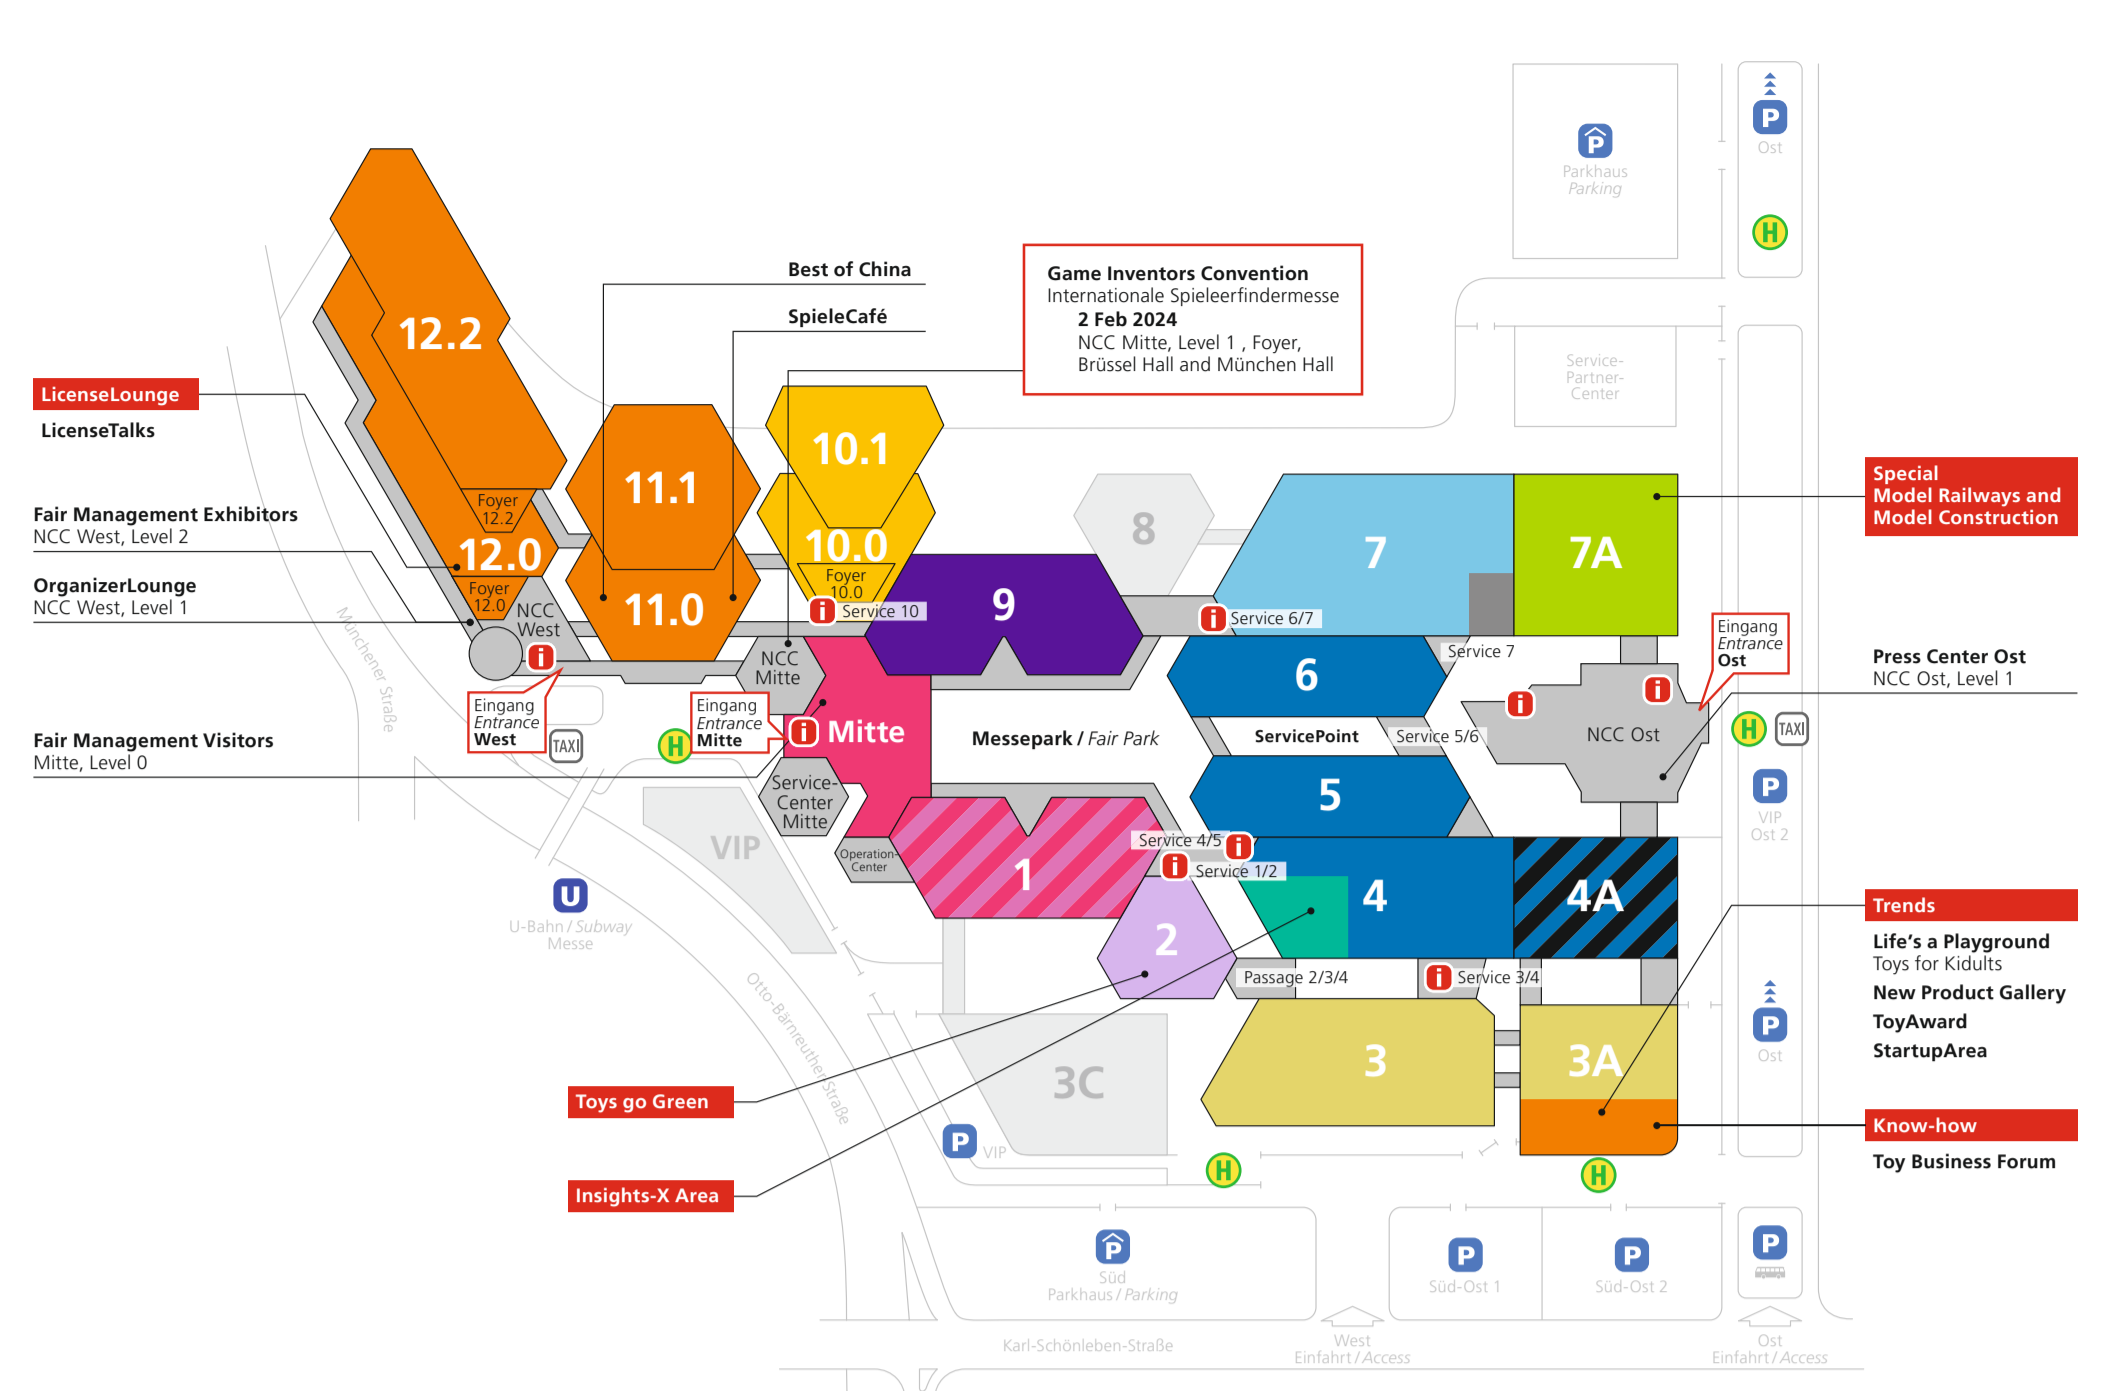 P
Ost
P
Parkhaus
Parking
H
Best of China
SpieleCafé
Game Inventors Convention
Internationale Spieleerfindermesse
2 Feb 2024
NCC Mitte, Level 1 , Foyer,
Brüssel Hall and München Hall
12.2
Service-
Partner-
Center
LicenseLounge
LicenseTalks
10.1
11.1
Foyer
12.2
12.0
Foyer
12.0
10.0
Foyer
10.0
8
7
7A
Special
Model Railways and
Model Construction
Fair Management Exhibitors
NCC West, Level 2
OrganizerLounge
NCC West, Level 1
NCC
West
i
11.0
i
Service 10
9
i
Service 6/7
Service 7
Eingang
Entrance
Ost
Press Center Ost
NCC Ost, Level 1
Münchener Straße
NCC
Mitte
6
i
i
NCC Ost
Eingang
Entrance
West
TAXI
H
Eingang
Entrance
Mitte
i
Mitte
Messepark / Fair Park
ServicePoint
Service 5/6
H
TAXI
Fair Management Visitors
Mitte, Level 0
Service-
Center
Mitte
5
P
VIP
Ost 2
VIP
Operation-
Center
1
Service 4/5
i
i
Service 1/2
4
4A
U
U-Bahn / Subway
Messe
2
Trends
Life’s a Playground
Toys for Kidults
New Product Gallery
ToyAward
StartupArea
Passage 2/3/4
i
Service 3/4
Otto-Bärnreuther-Straße
P
Ost
3C
3
3A
Toys go Green
Know-how
Toy Business Forum
P
VIP
H
H
Insights-X Area
P
Süd
Parkhaus / Parking
P
Süd-Ost 1
P
Süd-Ost 2
P
Karl-Schönleben-Straße
West
Einfahrt / Access
Ost
Einfahrt / Access